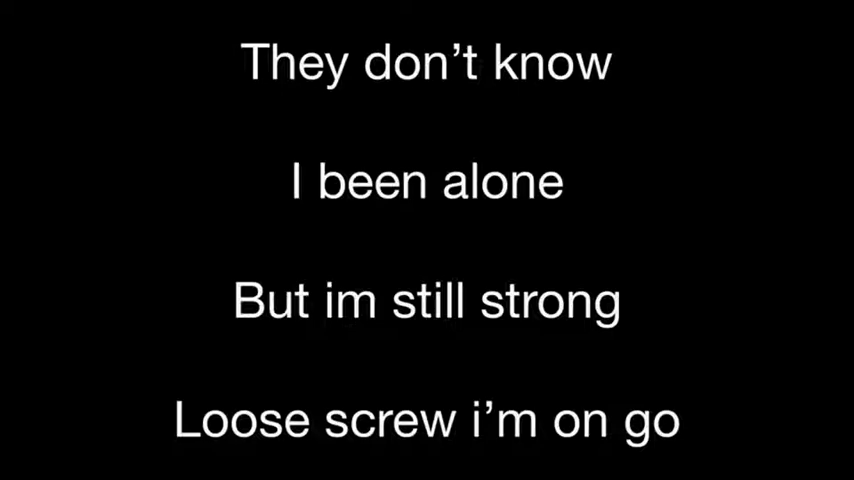 They don’t know
I been alone
But im still strong
Loose screw i’m on go